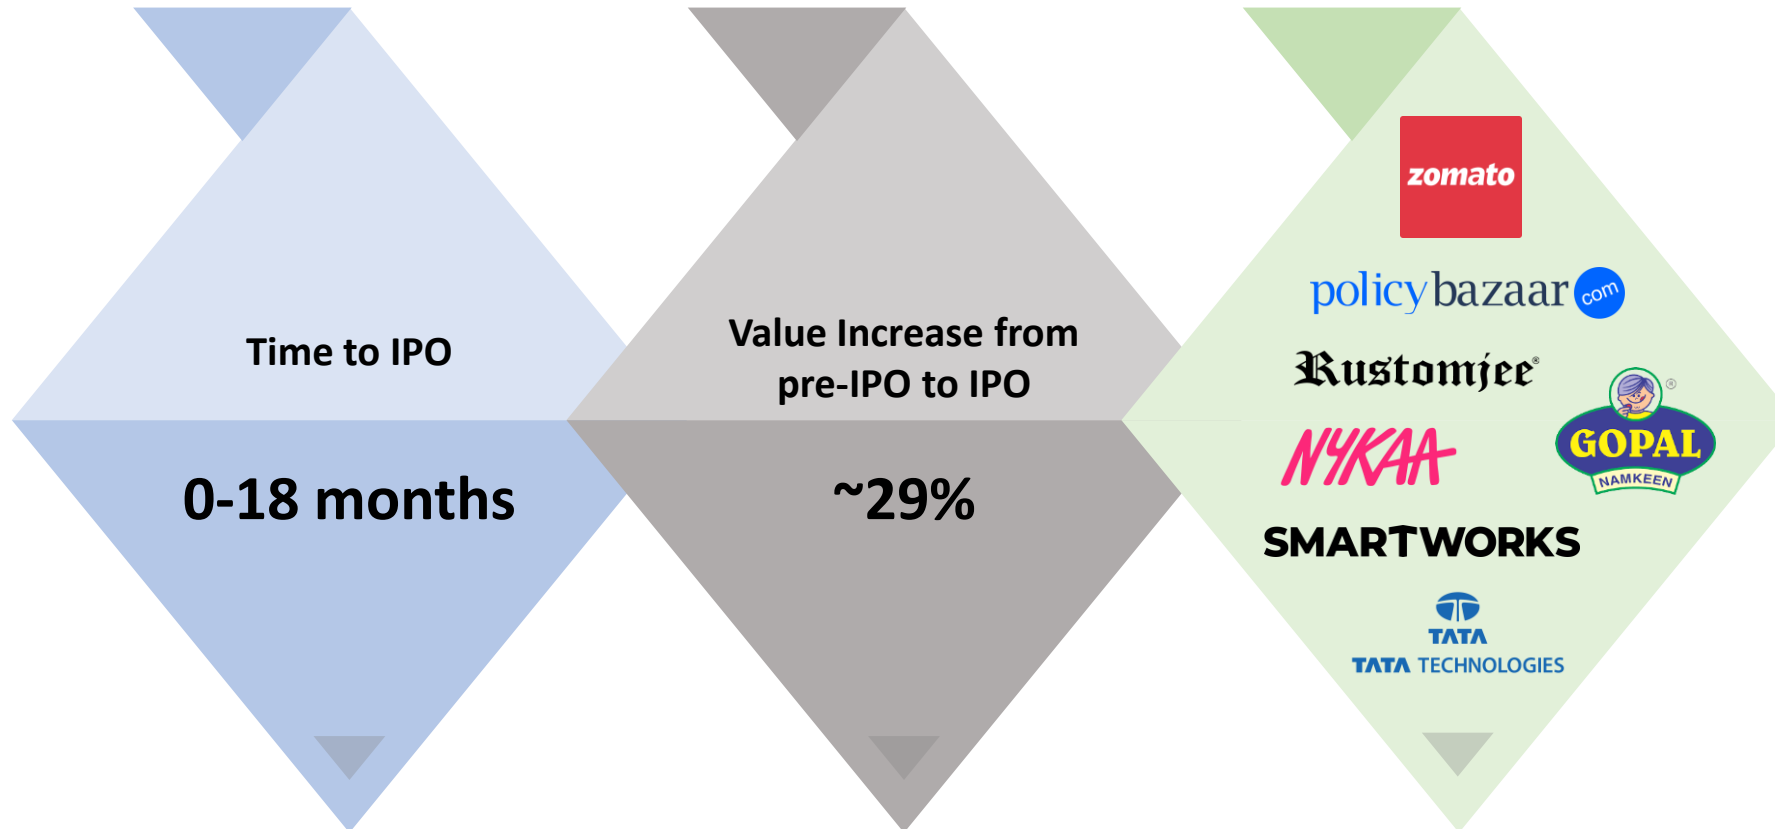 Time to IPO
0-18 months
Value Increase from
pre-IPO to IPO
~29%
zomato
policybazaar com
Rustomjee®
NYKAA
®
GOPAL
NAMKEEN
SMARTWORKS
TATA
TATA TECHNOLOGIES